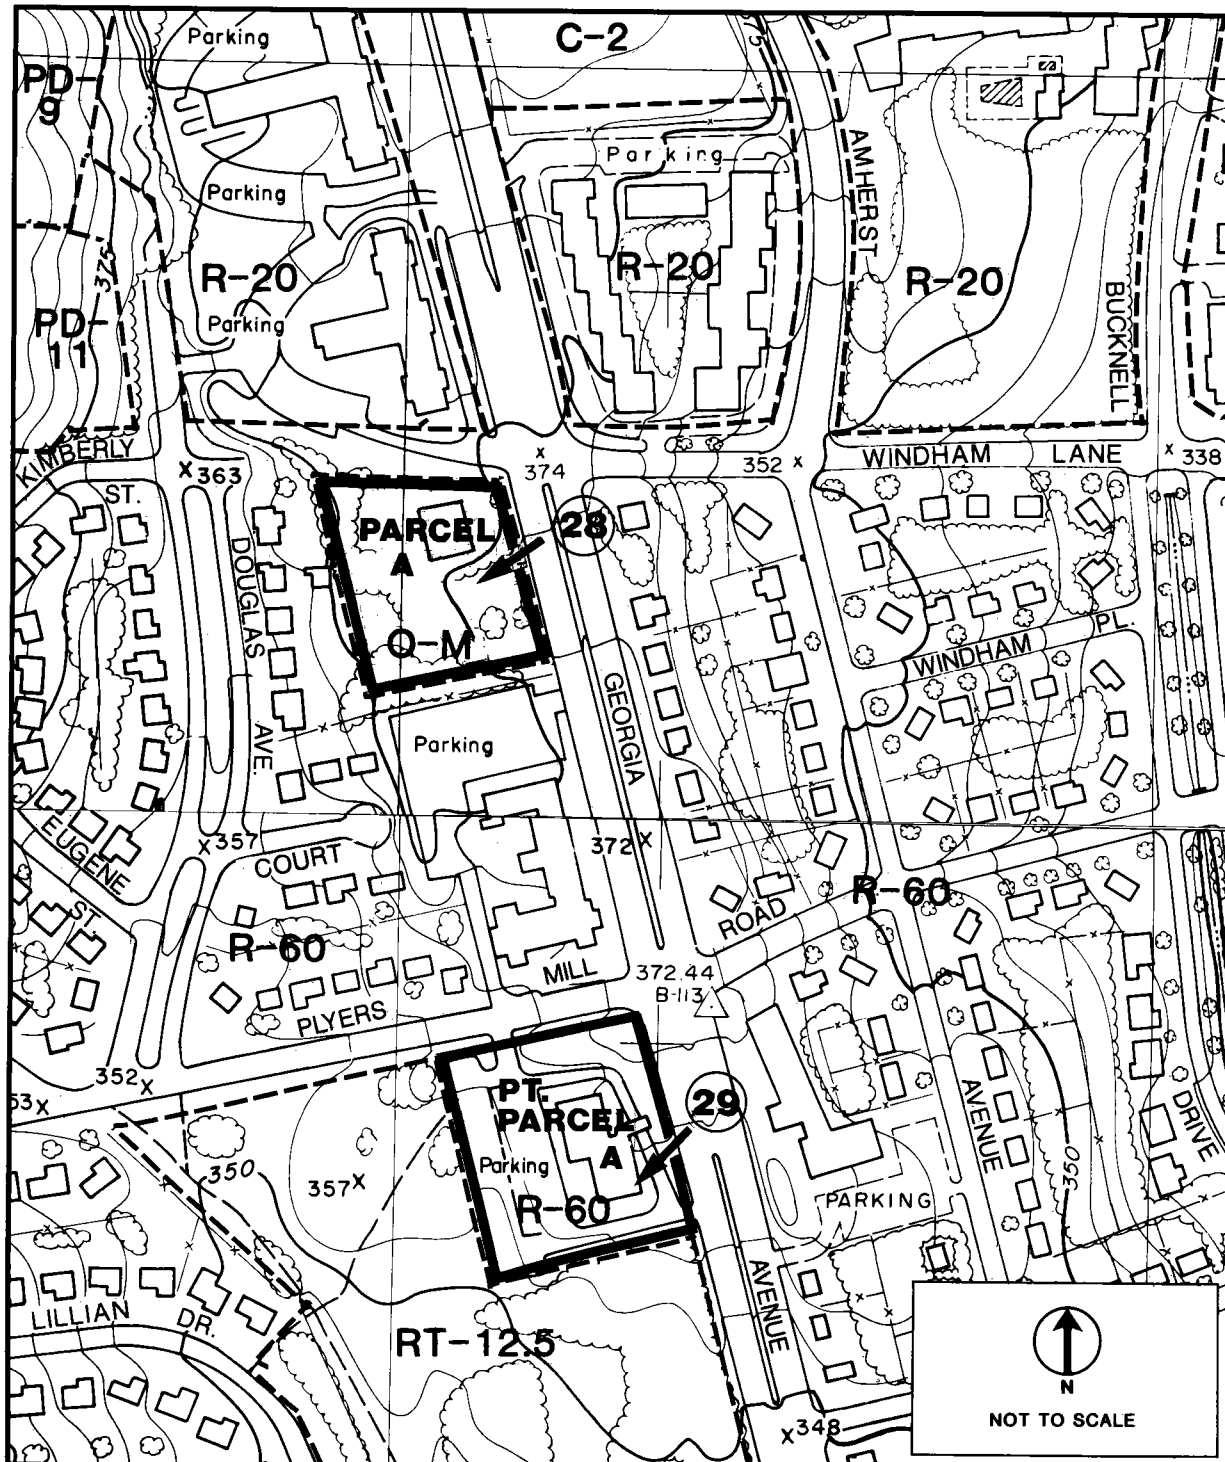 Parking
C-2
375
PD-
9
Parking
AMHERST
Parking
375
R-20
R-20
R-20
PD-
11
Parking
BUCKNELL
KIMBERLY
ST.
363
374
352
WINDHAM LANE
338
PARCEL
A
28
DOUGLAS
AVE.
O-M
WINDHAM PL.
GEORGIA
Parking
EUGENE
ST.
357
COURT
372
R-60
ROAD
R-60
MILL
372.44
B-113
PLYERS
352
53
PT.
PARCEL
A
29
AVENUE
DRIVE
350
357
Parking
R-60
PARKING
350
AVENUE
LILLIAN DR.
RT-12.5
348
N
NOT TO SCALE